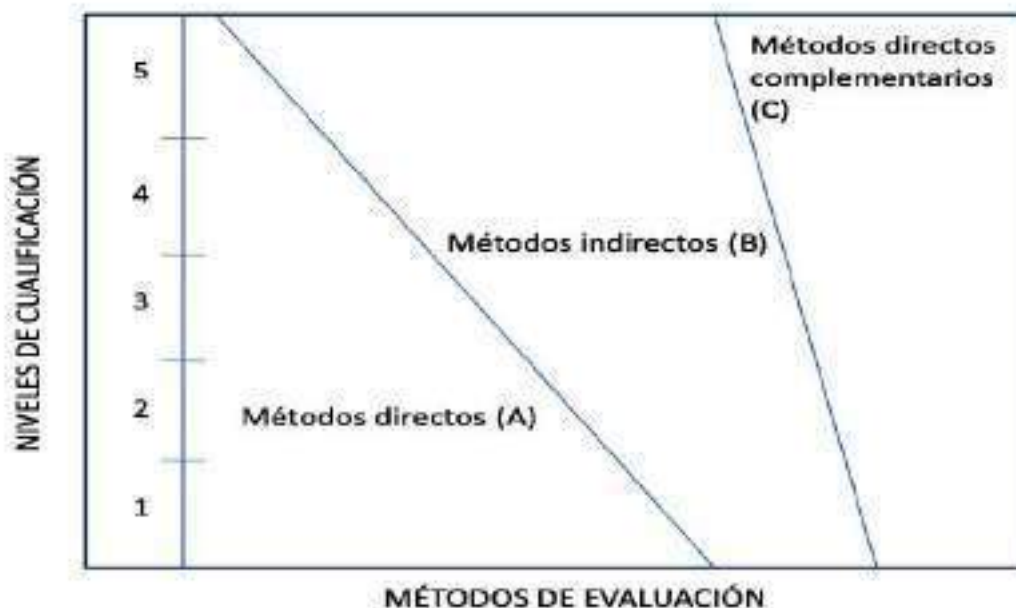 NIVELES DE CUALIFICACIÓN
5
4
3
2
1
Métodos directos
complementarios
(C)
Métodos indirectos (B)
Métodos directos (A)
MÉTODOS DE EVALUACIÓN